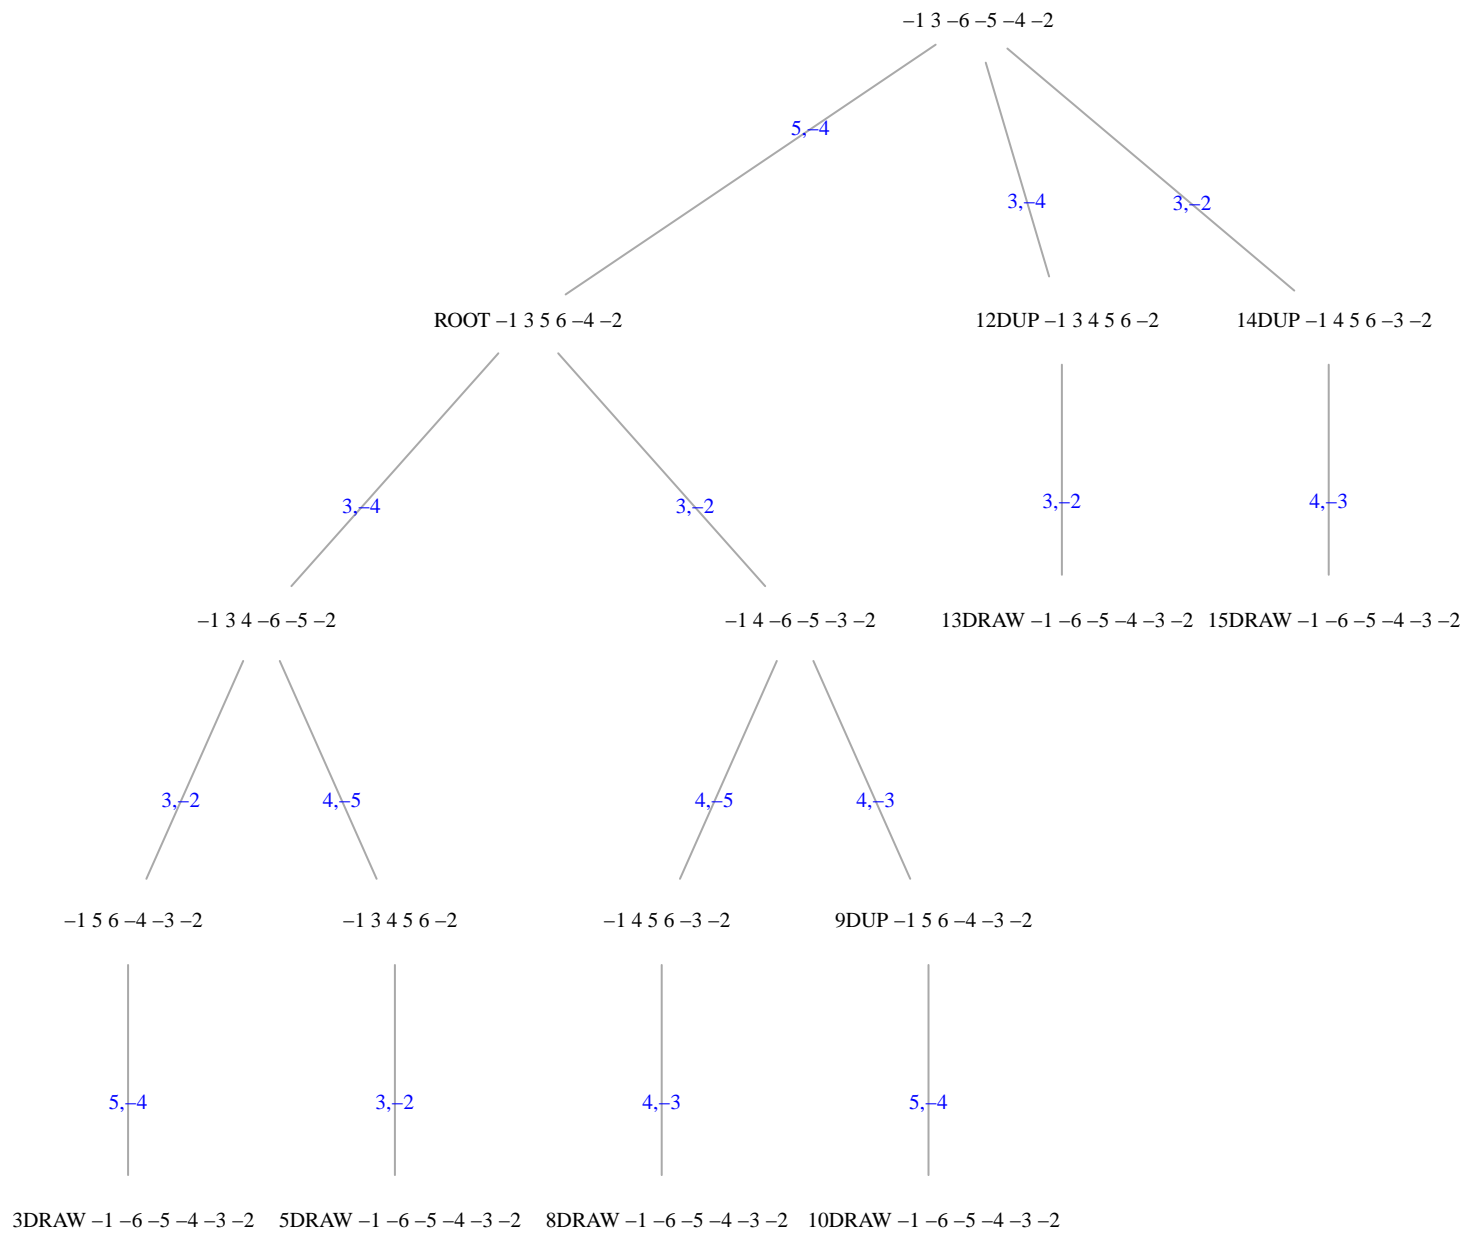 –1 3 –6 –5 –4 –2
5,–4
3,–4
3,–2
ROOT –1 3 5 6 –4 –2
12DUP –1 3 4 5 6 –2
14DUP –1 4 5 6 –3 –2
3,–4
3,–2
3,–2
4,–3
–1 3 4 –6 –5 –2
–1 4 –6 –5 –3 –2
13DRAW –1 –6 –5 –4 –3 –2
15DRAW –1 –6 –5 –4 –3 –2
3,–2
4,–5
4,–5
4,–3
–1 5 6 –4 –3 –2
–1 3 4 5 6 –2
–1 4 5 6 –3 –2
9DUP –1 5 6 –4 –3 –2
5,–4
3,–2
4,–3
5,–4
3DRAW –1 –6 –5 –4 –3 –2
5DRAW –1 –6 –5 –4 –3 –2
8DRAW –1 –6 –5 –4 –3 –2
10DRAW –1 –6 –5 –4 –3 –2